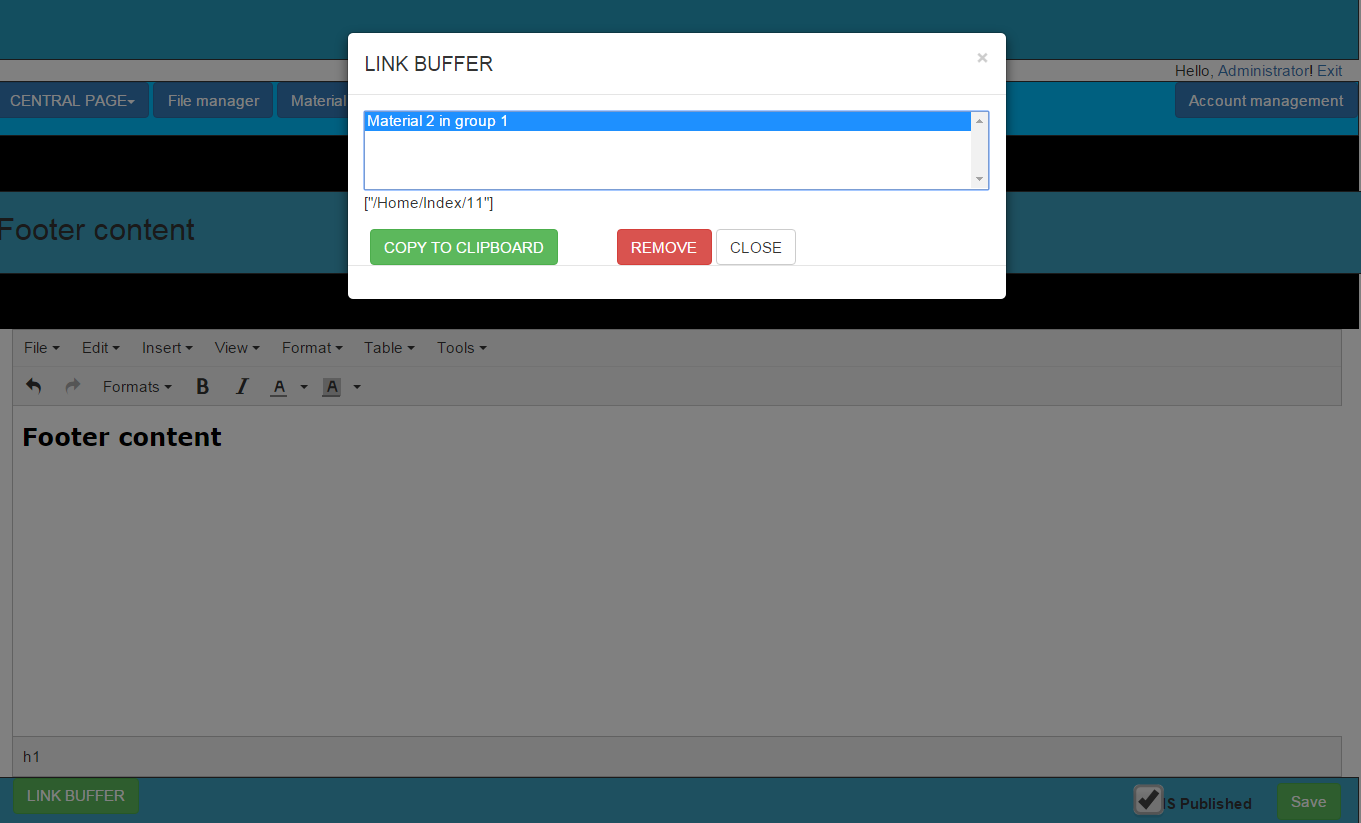 LINK BUFFER ×
Hello, Administrator! Exit
CENTRAL PAGE File manager Material Account management
Material 2 in group 1
["/Home/Index/11"]
Footer content
COPY TO CLIPBOARD REMOVE CLOSE
File Edit Insert View Format Table Tools
Formats B I A A
Footer content
h1
LINK BUFFER IS Published Save